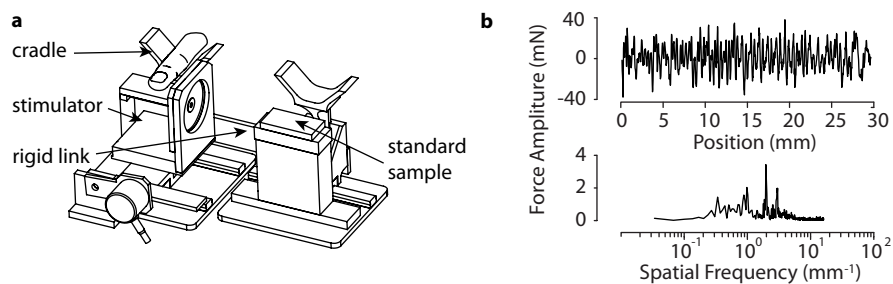 a
cradle
stimulator
rigid link
standard
sample
b
Force Ampliture (mN)
40
0
-40
0 5 10 15 20 25 30
Position (mm)
4
2
0
10-1 100 101 102
Spatial Frequency (mm-1)